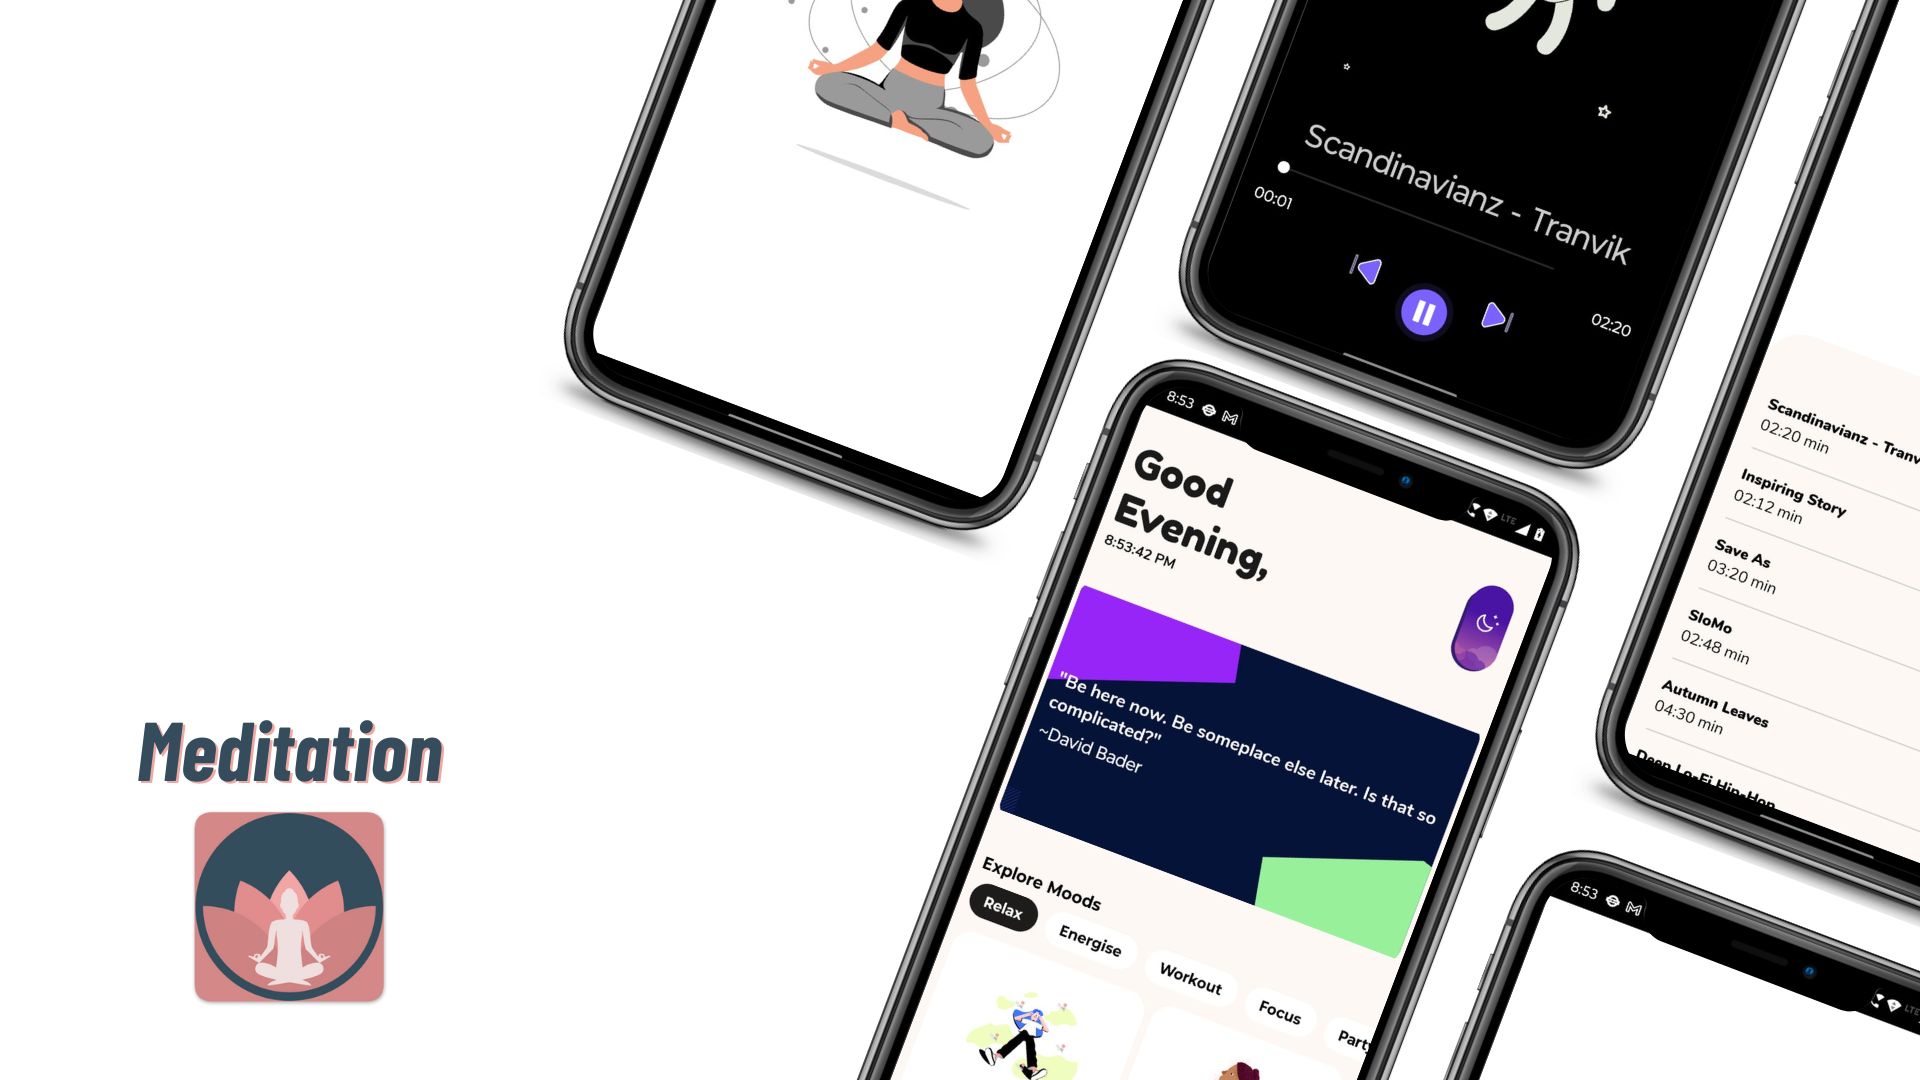 Meditation
Scandinavianz - Tranvik
00:01
02:20
8:53
LTE
Good
Evening,
8:53:42 PM
"Be here now. Be someplace else later. Is that so
complicated?"
~David Bader
Explore Moods
Relax
Energise
Workout
Focus
Party
Scandinavianz - Tranv
02:20 min
Inspiring Story
02:12 min
Save As
03:20 min
SloMo
02:48 min
Autumn Leaves
04:30 min
Deep Lo-Fi Hip-Hop
8:53
LTE